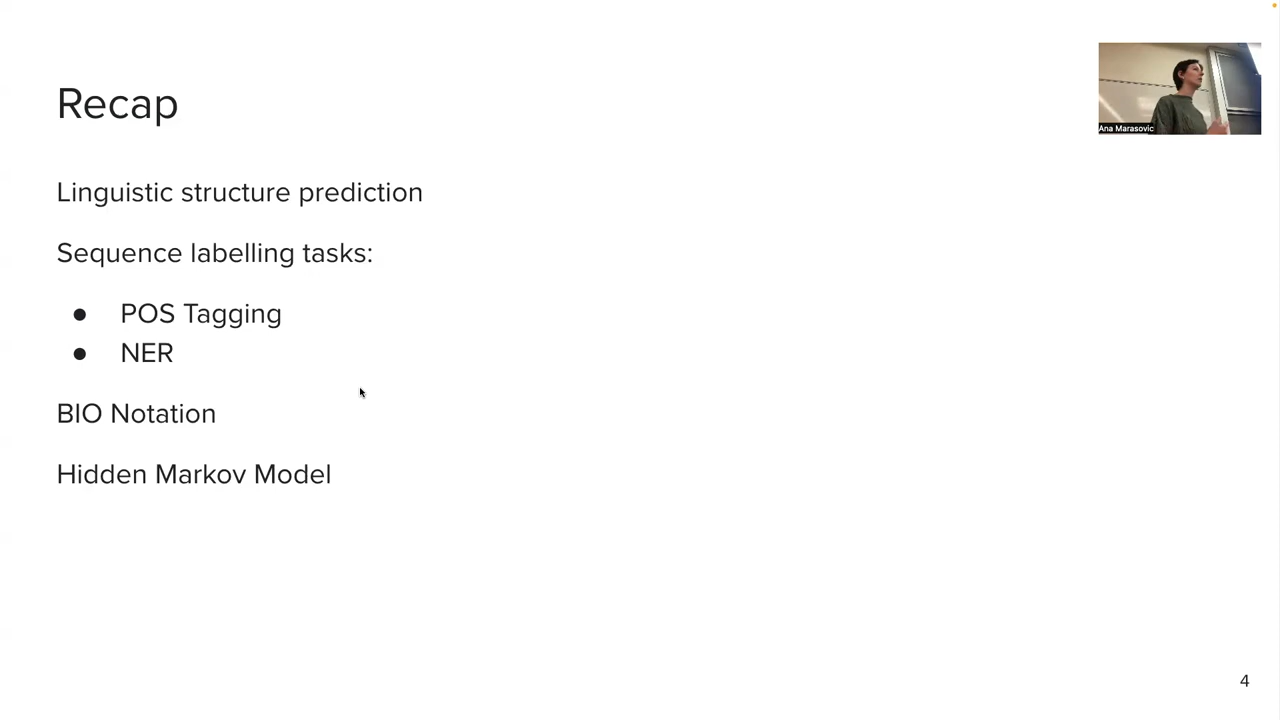 Recap
Ana Marasovic
Linguistic structure prediction
Sequence labelling tasks:
● POS Tagging
● NER
BIO Notation
Hidden Markov Model
4